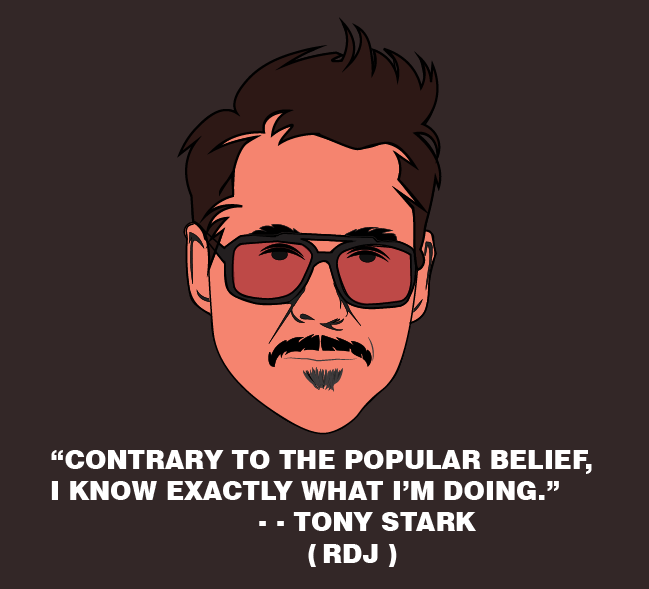 “CONTRARY TO THE POPULAR BELIEF,
I KNOW EXACTLY WHAT I’M DOING.”
- - TONY STARK
( RDJ )